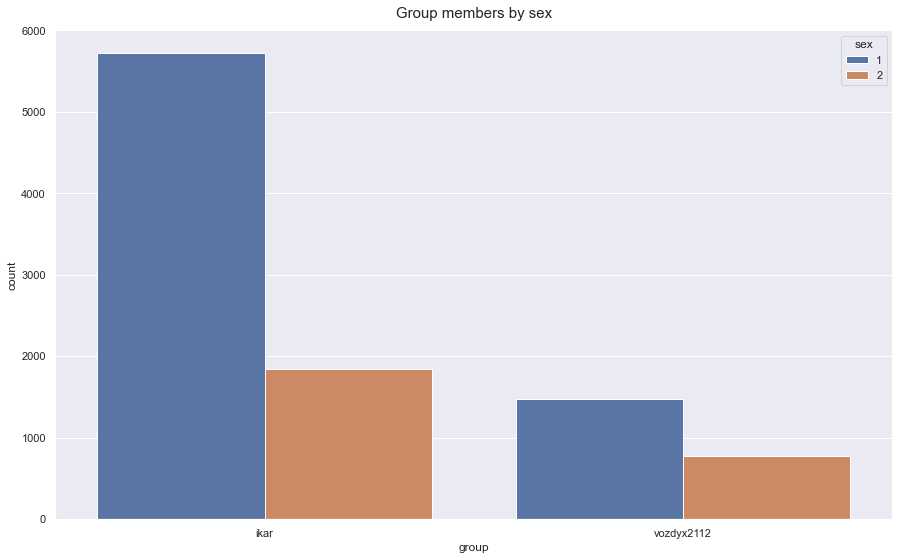 Group members by sex
sex
1
2
6000
5000
4000
3000
2000
1000
0
count
ikar
vozdyx2112
group